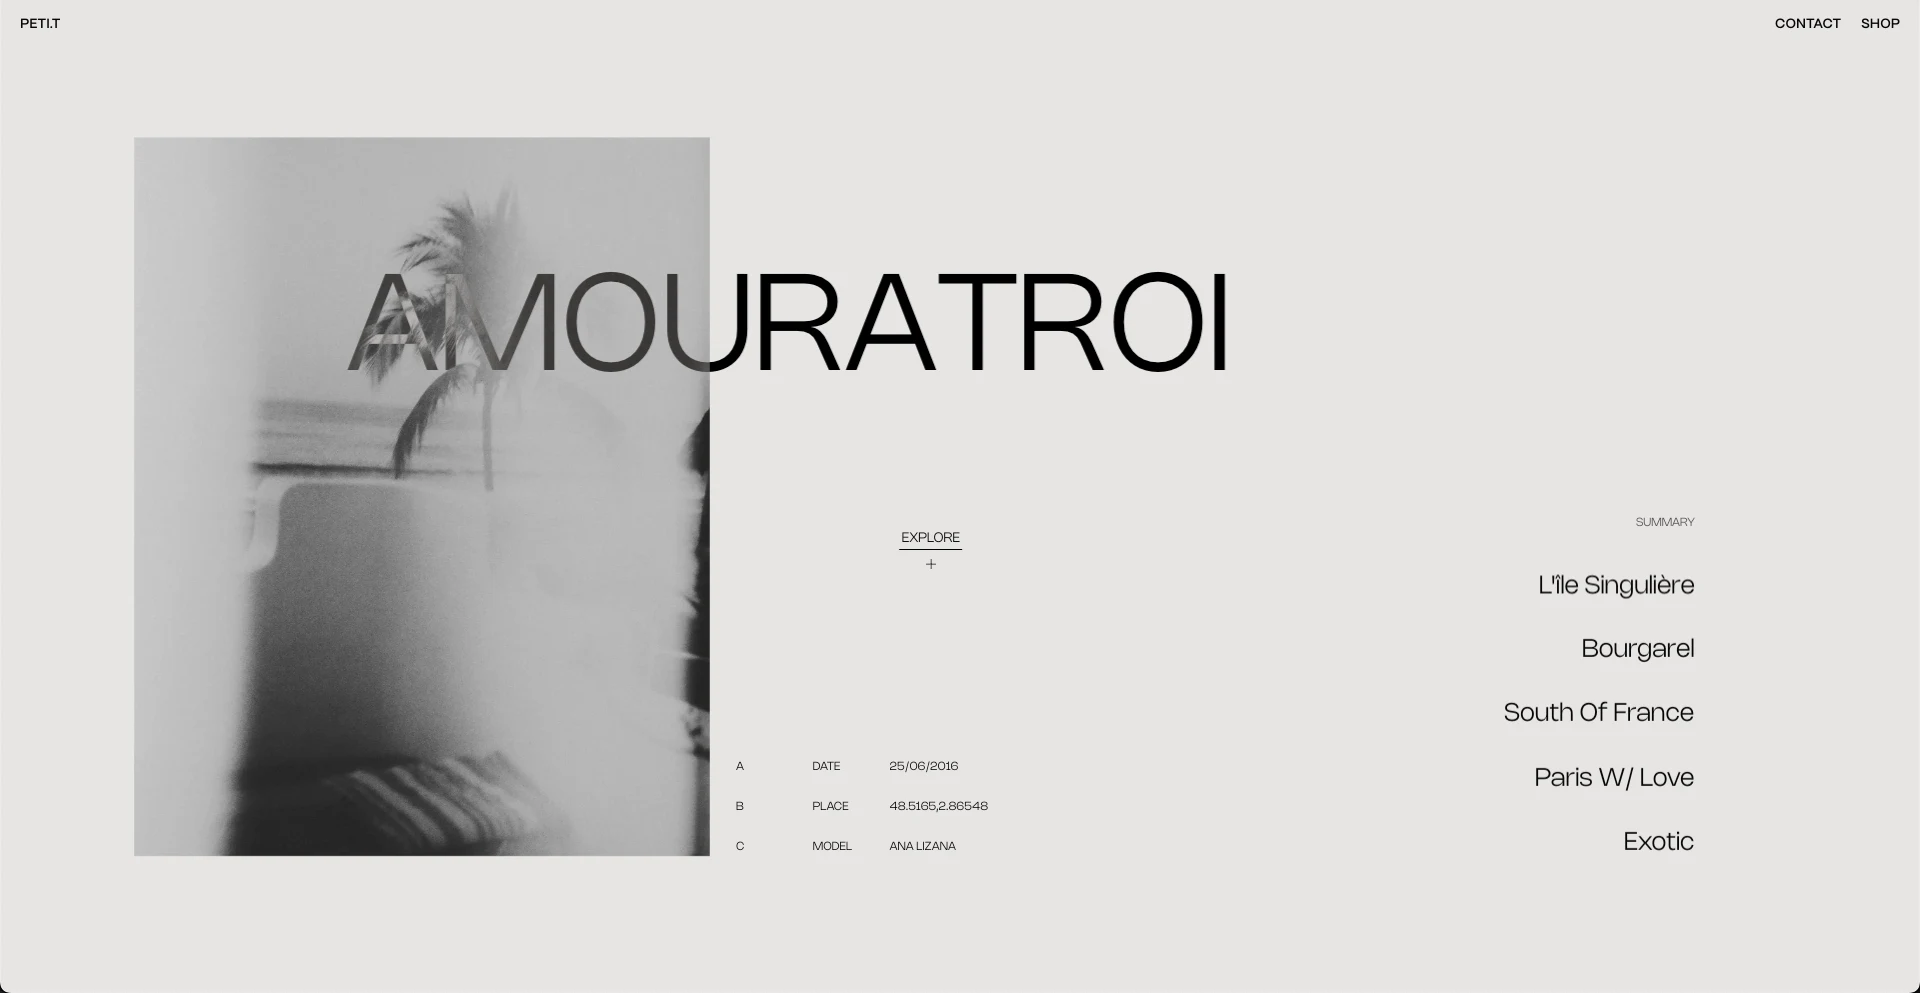 PETI.T
CONTACT SHOP
AMOURATROI
EXPLORE
+
A DATE 25/06/2016
B PLACE 48.5165,2.86548
C MODEL ANA LIZANA
SUMMARY
L'île Singulière
Bourgarel
South Of France
Paris W/ Love
Exotic